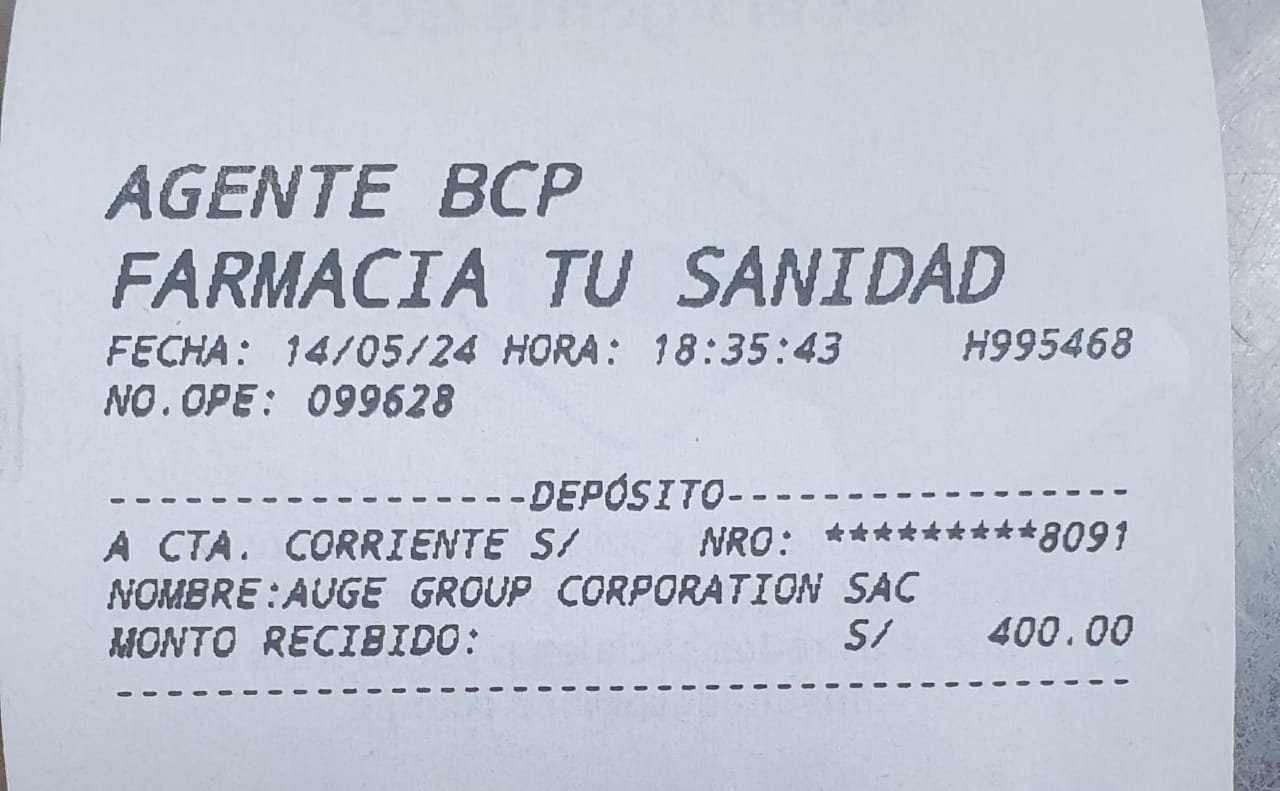 AGENTE BCP
FARMACIA TU SANIDAD
FECHA: 14/05/24 HORA: 18:35:43 H995468
NO.OPE: 099628
-----------------DEPÓSITO-----------------
A CTA. CORRIENTE S/ NRO: *********8091
NOMBRE:AUGE GROUP CORPORATION SAC
MONTO RECIBIDO: S/ 400.00
------------------------------------------